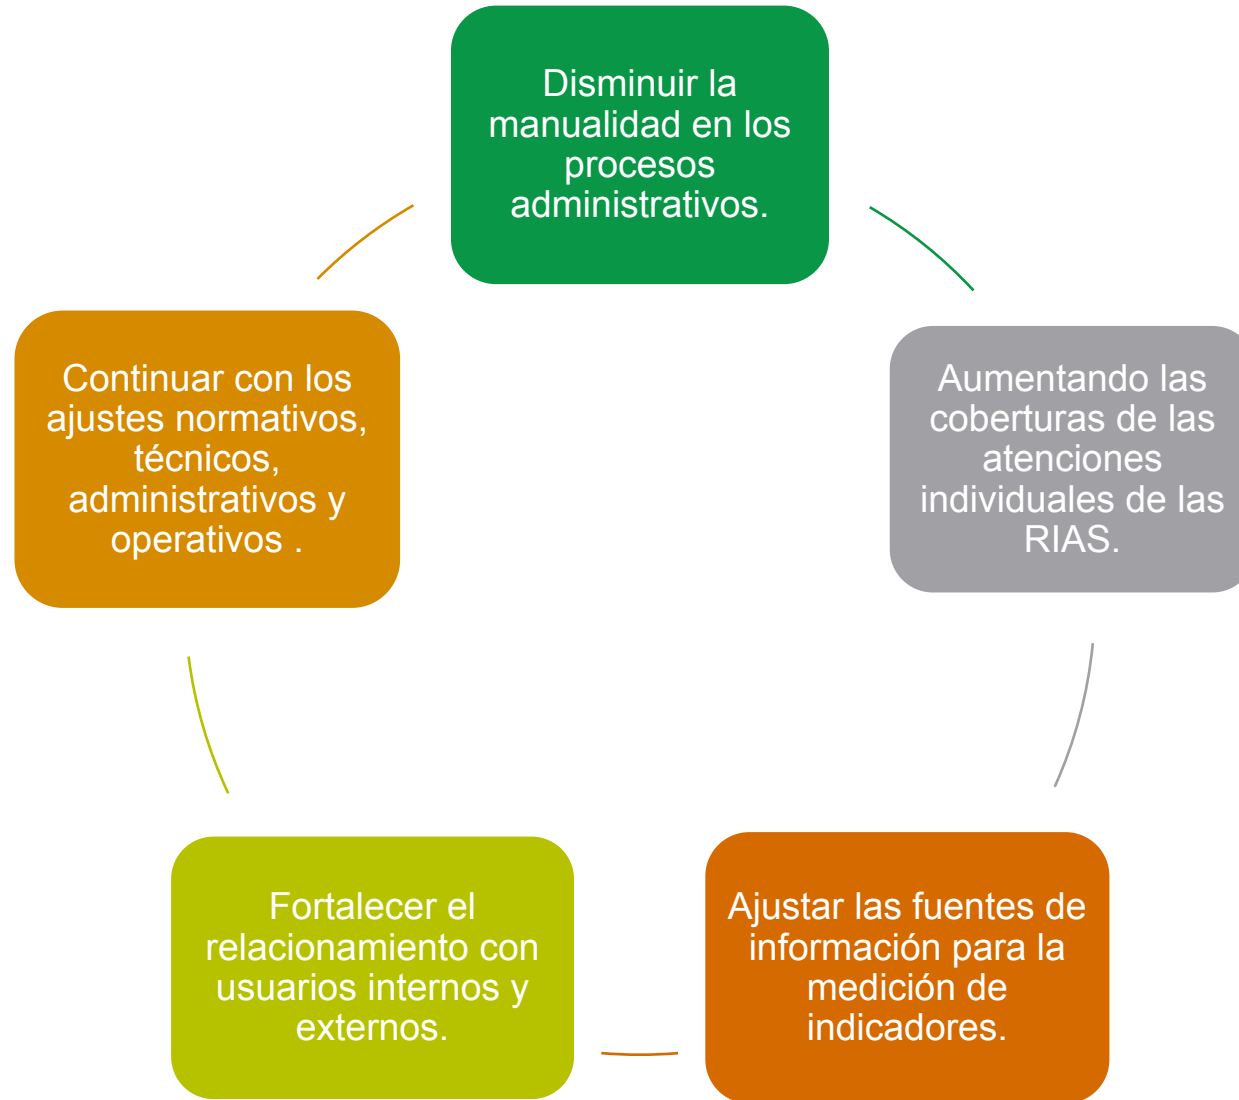 Disminuir la
manualidad en los
procesos
administrativos.
Aumentando las
coberturas de las
atenciones
individuales de las
RIAS.
Ajustar las fuentes de
información para la
medición de
indicadores.
Fortalecer el
relacionamiento con
usuarios internos y
externos.
Continuar con los
ajustes normativos,
técnicos,
administrativos y
operativos .